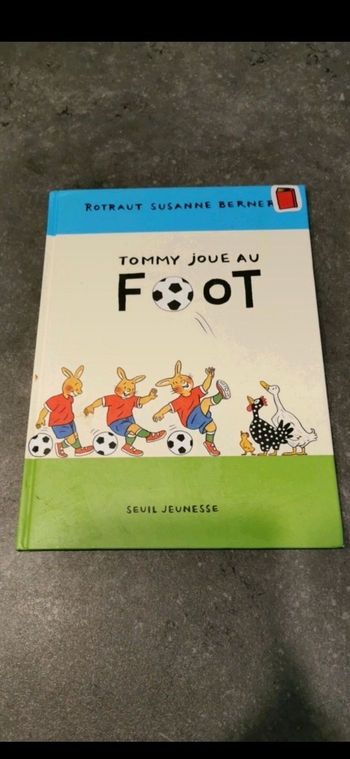 ROTRAUT SUSANNE BERNER
TOMMY JOUE AU
FOOT
SEUIL JEUNESSE